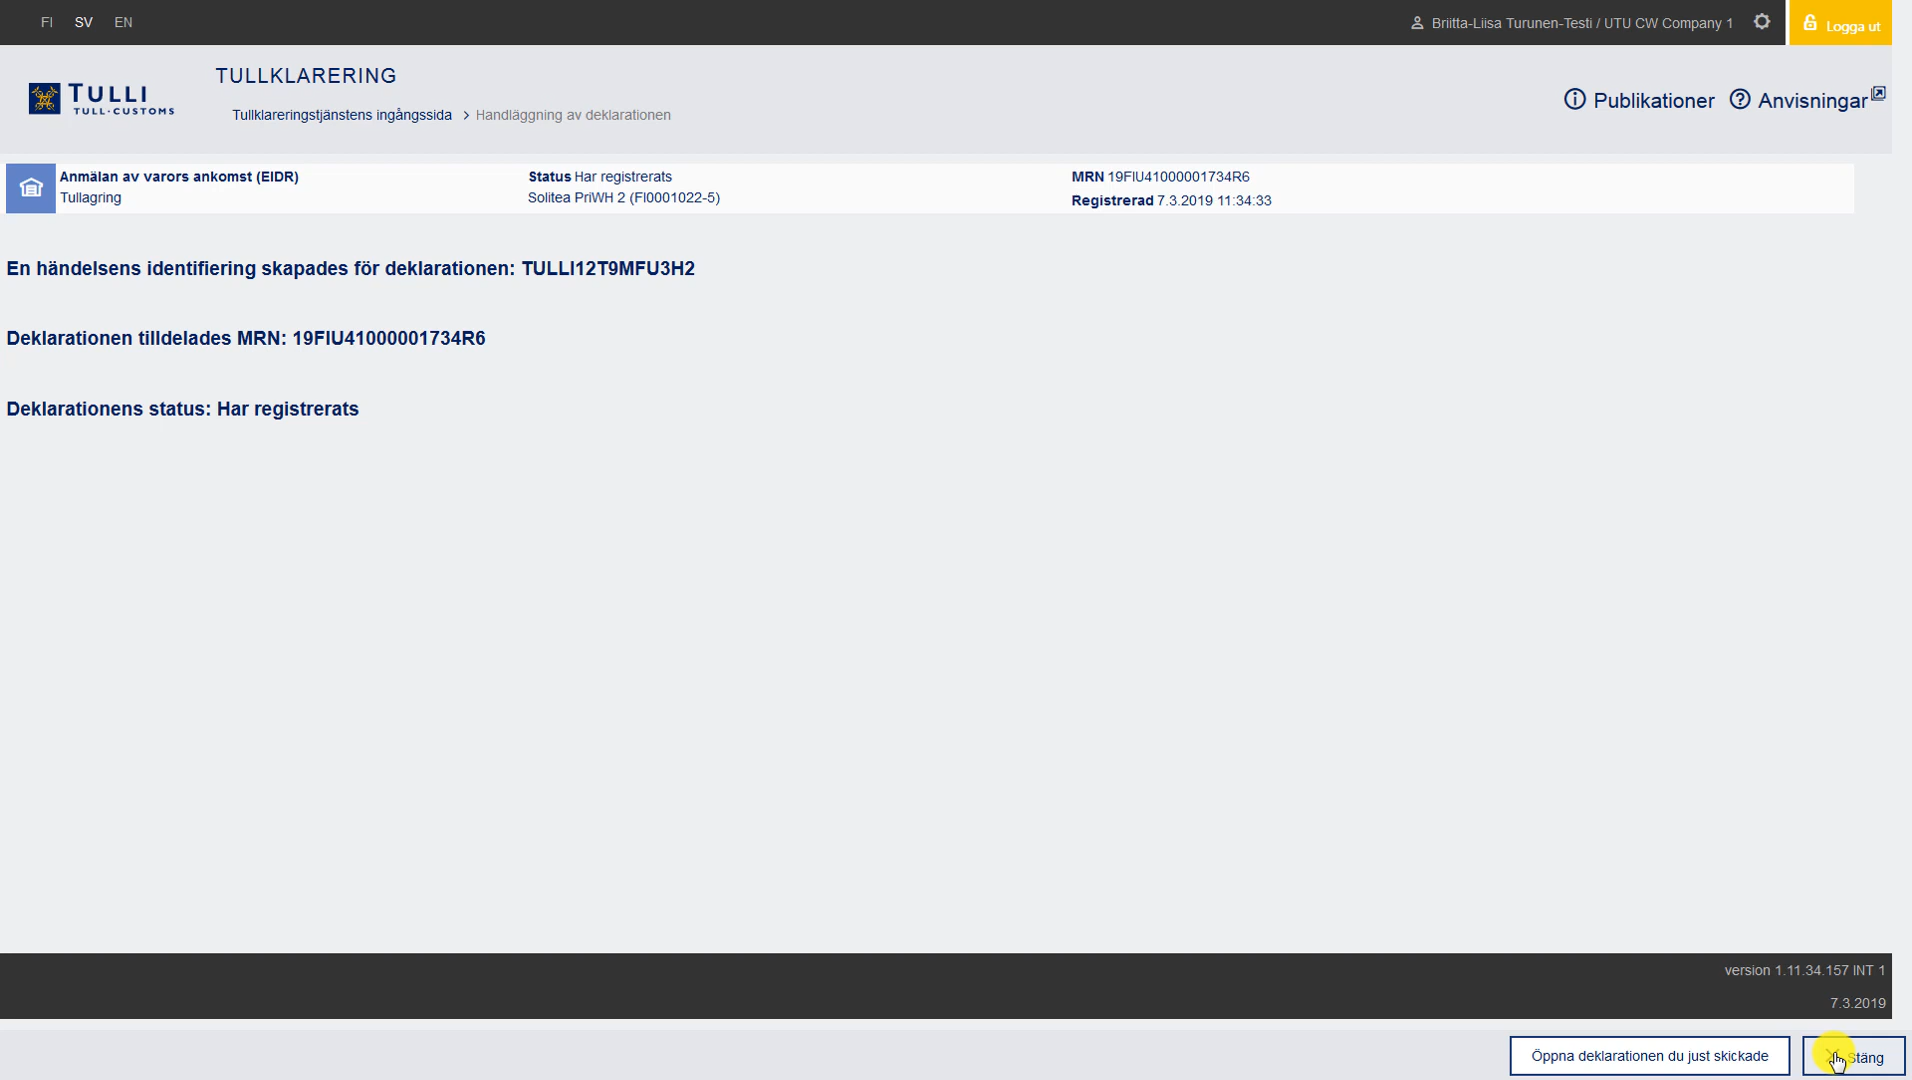 FI SV EN
Briitta-Liisa Turunen-Testi / UTU CW Company 1
Logga ut
TULLI
TULL·CUSTOMS
TULLKLARERING
Tullklareringstjänstens ingångssida > Handläggning av deklarationen
Publikationer Anvisningar
Anmälan av varors ankomst (EIDR)
Tullagring
Status Har registrerats
Solitea PriWH 2 (FI0001022-5)
MRN 19FIU41000001734R6
Registrerad 7.3.2019 11:34:33
En händelsens identifiering skapades för deklarationen: TULLI12T9MFU3H2
Deklarationen tilldelades MRN: 19FIU41000001734R6
Deklarationens status: Har registrerats
version 1.11.34.157 INT 1
7.3.2019
Öppna deklarationen du just skickade
Stäng